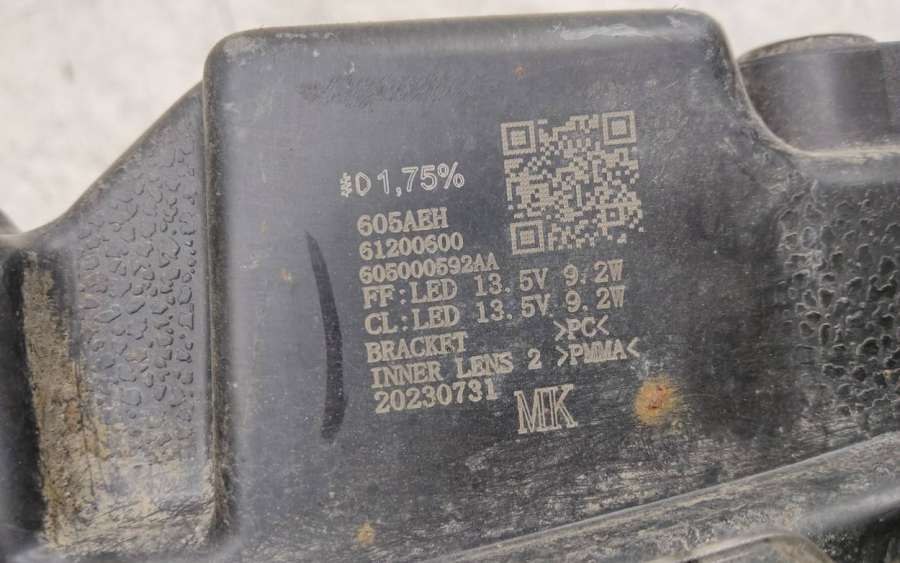 D 1,75%
605AEH
61200600
605000592AA
FF:LED 13.5V 9.2W
CL:LED 13.5V 9.2W
BRACKET >PC<
INNER LENS 2 >PMMA<
20230731
MK